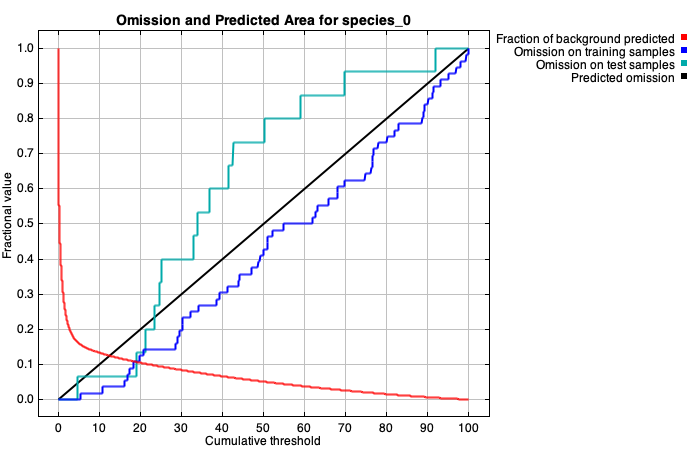 Omission and Predicted Area for species_0
Fraction of background predicted
Omission on training samples
Omission on test samples
Predicted omission
Fractional value
1.0
0.9
0.8
0.7
0.6
0.5
0.4
0.3
0.2
0.1
0.0
0 10 20 30 40 50 60 70 80 90 100
Cumulative threshold